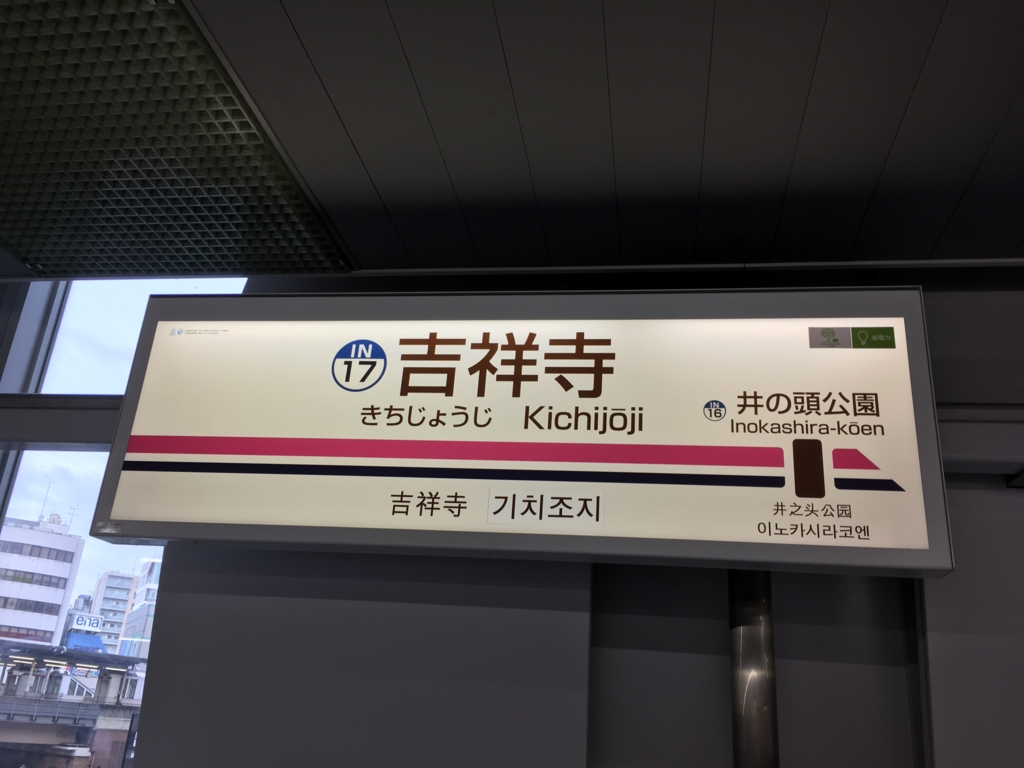 IN
17
吉祥寺
きちじょうじ Kichijōji
IN
16
井の頭公園
Inokashira-kōen
吉祥寺 기치조지
井之头公园
이노카시라코엔
ena